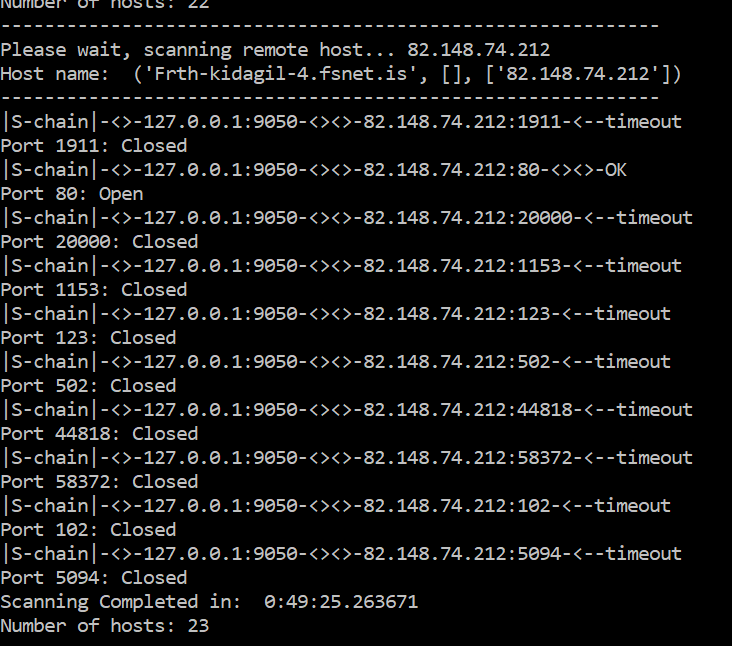 Number of hosts: 22
------------------------------------------------------------
Please wait, scanning remote host... 82.148.74.212
Host name:  ('Frth-kidagil-4.fsnet.is', [], ['82.148.74.212'])
------------------------------------------------------------
|S-chain|-<>-127.0.0.1:9050-<><>-82.148.74.212:1911-<--timeout
Port 1911: Closed
|S-chain|-<>-127.0.0.1:9050-<><>-82.148.74.212:80-<><>-OK
Port 80: Open
|S-chain|-<>-127.0.0.1:9050-<><>-82.148.74.212:20000-<--timeout
Port 20000: Closed
|S-chain|-<>-127.0.0.1:9050-<><>-82.148.74.212:1153-<--timeout
Port 1153: Closed
|S-chain|-<>-127.0.0.1:9050-<><>-82.148.74.212:123-<--timeout
Port 123: Closed
|S-chain|-<>-127.0.0.1:9050-<><>-82.148.74.212:502-<--timeout
Port 502: Closed
|S-chain|-<>-127.0.0.1:9050-<><>-82.148.74.212:44818-<--timeout
Port 44818: Closed
|S-chain|-<>-127.0.0.1:9050-<><>-82.148.74.212:58372-<--timeout
Port 58372: Closed
|S-chain|-<>-127.0.0.1:9050-<><>-82.148.74.212:102-<--timeout
Port 102: Closed
|S-chain|-<>-127.0.0.1:9050-<><>-82.148.74.212:5094-<--timeout
Port 5094: Closed
Scanning Completed in:  0:49:25.263671
Number of hosts: 23